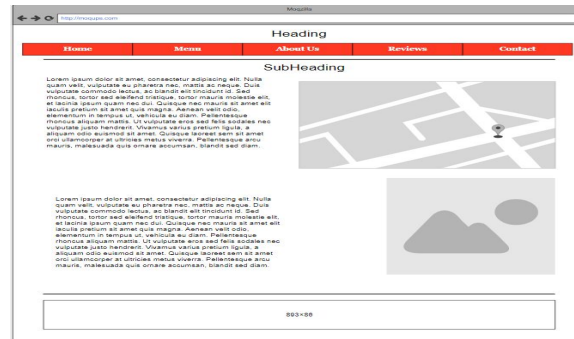 Moqzilla
http://moqups.com
Heading
Home Menu About Us Reviews Contact
SubHeading
Lorem ipsum dolor sit amet, consectetur adipiscing elit. Nulla
quam velit, vulputate eu pharetra nec, mattis ac neque. Duis
vulputate commodo lectus, ac blandit elit tincidunt id. Sed
rhoncus, tortor sed eleifend tristique, tortor mauris molestie elit,
et lacinia ipsum quam nec dui. Quisque nec mauris sit amet elit
iaculis pretium sit amet quis magna. Aenean velit odio,
elementum in tempus ut, vehicula eu diam. Pellentesque
rhoncus aliquam mattis. Ut vulputate eros sed felis sodales nec
vulputate justo hendrerit. Vivamus varius pretium ligula, a
aliquam odio euismod sit amet. Quisque laoreet sem sit amet
orci ullamcorper at ultricies metus viverra. Pellentesque arcu
mauris, malesuada quis ornare accumsan, blandit sed diam.
Lorem ipsum dolor sit amet, consectetur adipiscing elit. Nulla
quam velit, vulputate eu pharetra nec, mattis ac neque. Duis
vulputate commodo lectus, ac blandit elit tincidunt id. Sed
rhoncus, tortor sed eleifend tristique, tortor mauris molestie elit,
et lacinia ipsum quam nec dui. Quisque nec mauris sit amet elit
iaculis pretium sit amet quis magna. Aenean velit odio,
elementum in tempus ut, vehicula eu diam. Pellentesque
rhoncus aliquam mattis. Ut vulputate eros sed felis sodales nec
vulputate justo hendrerit. Vivamus varius pretium ligula, a
aliquam odio euismod sit amet. Quisque laoreet sem sit amet
orci ullamcorper at ultricies metus viverra. Pellentesque arcu
mauris, malesuada quis ornare accumsan, blandit sed diam.
893×88